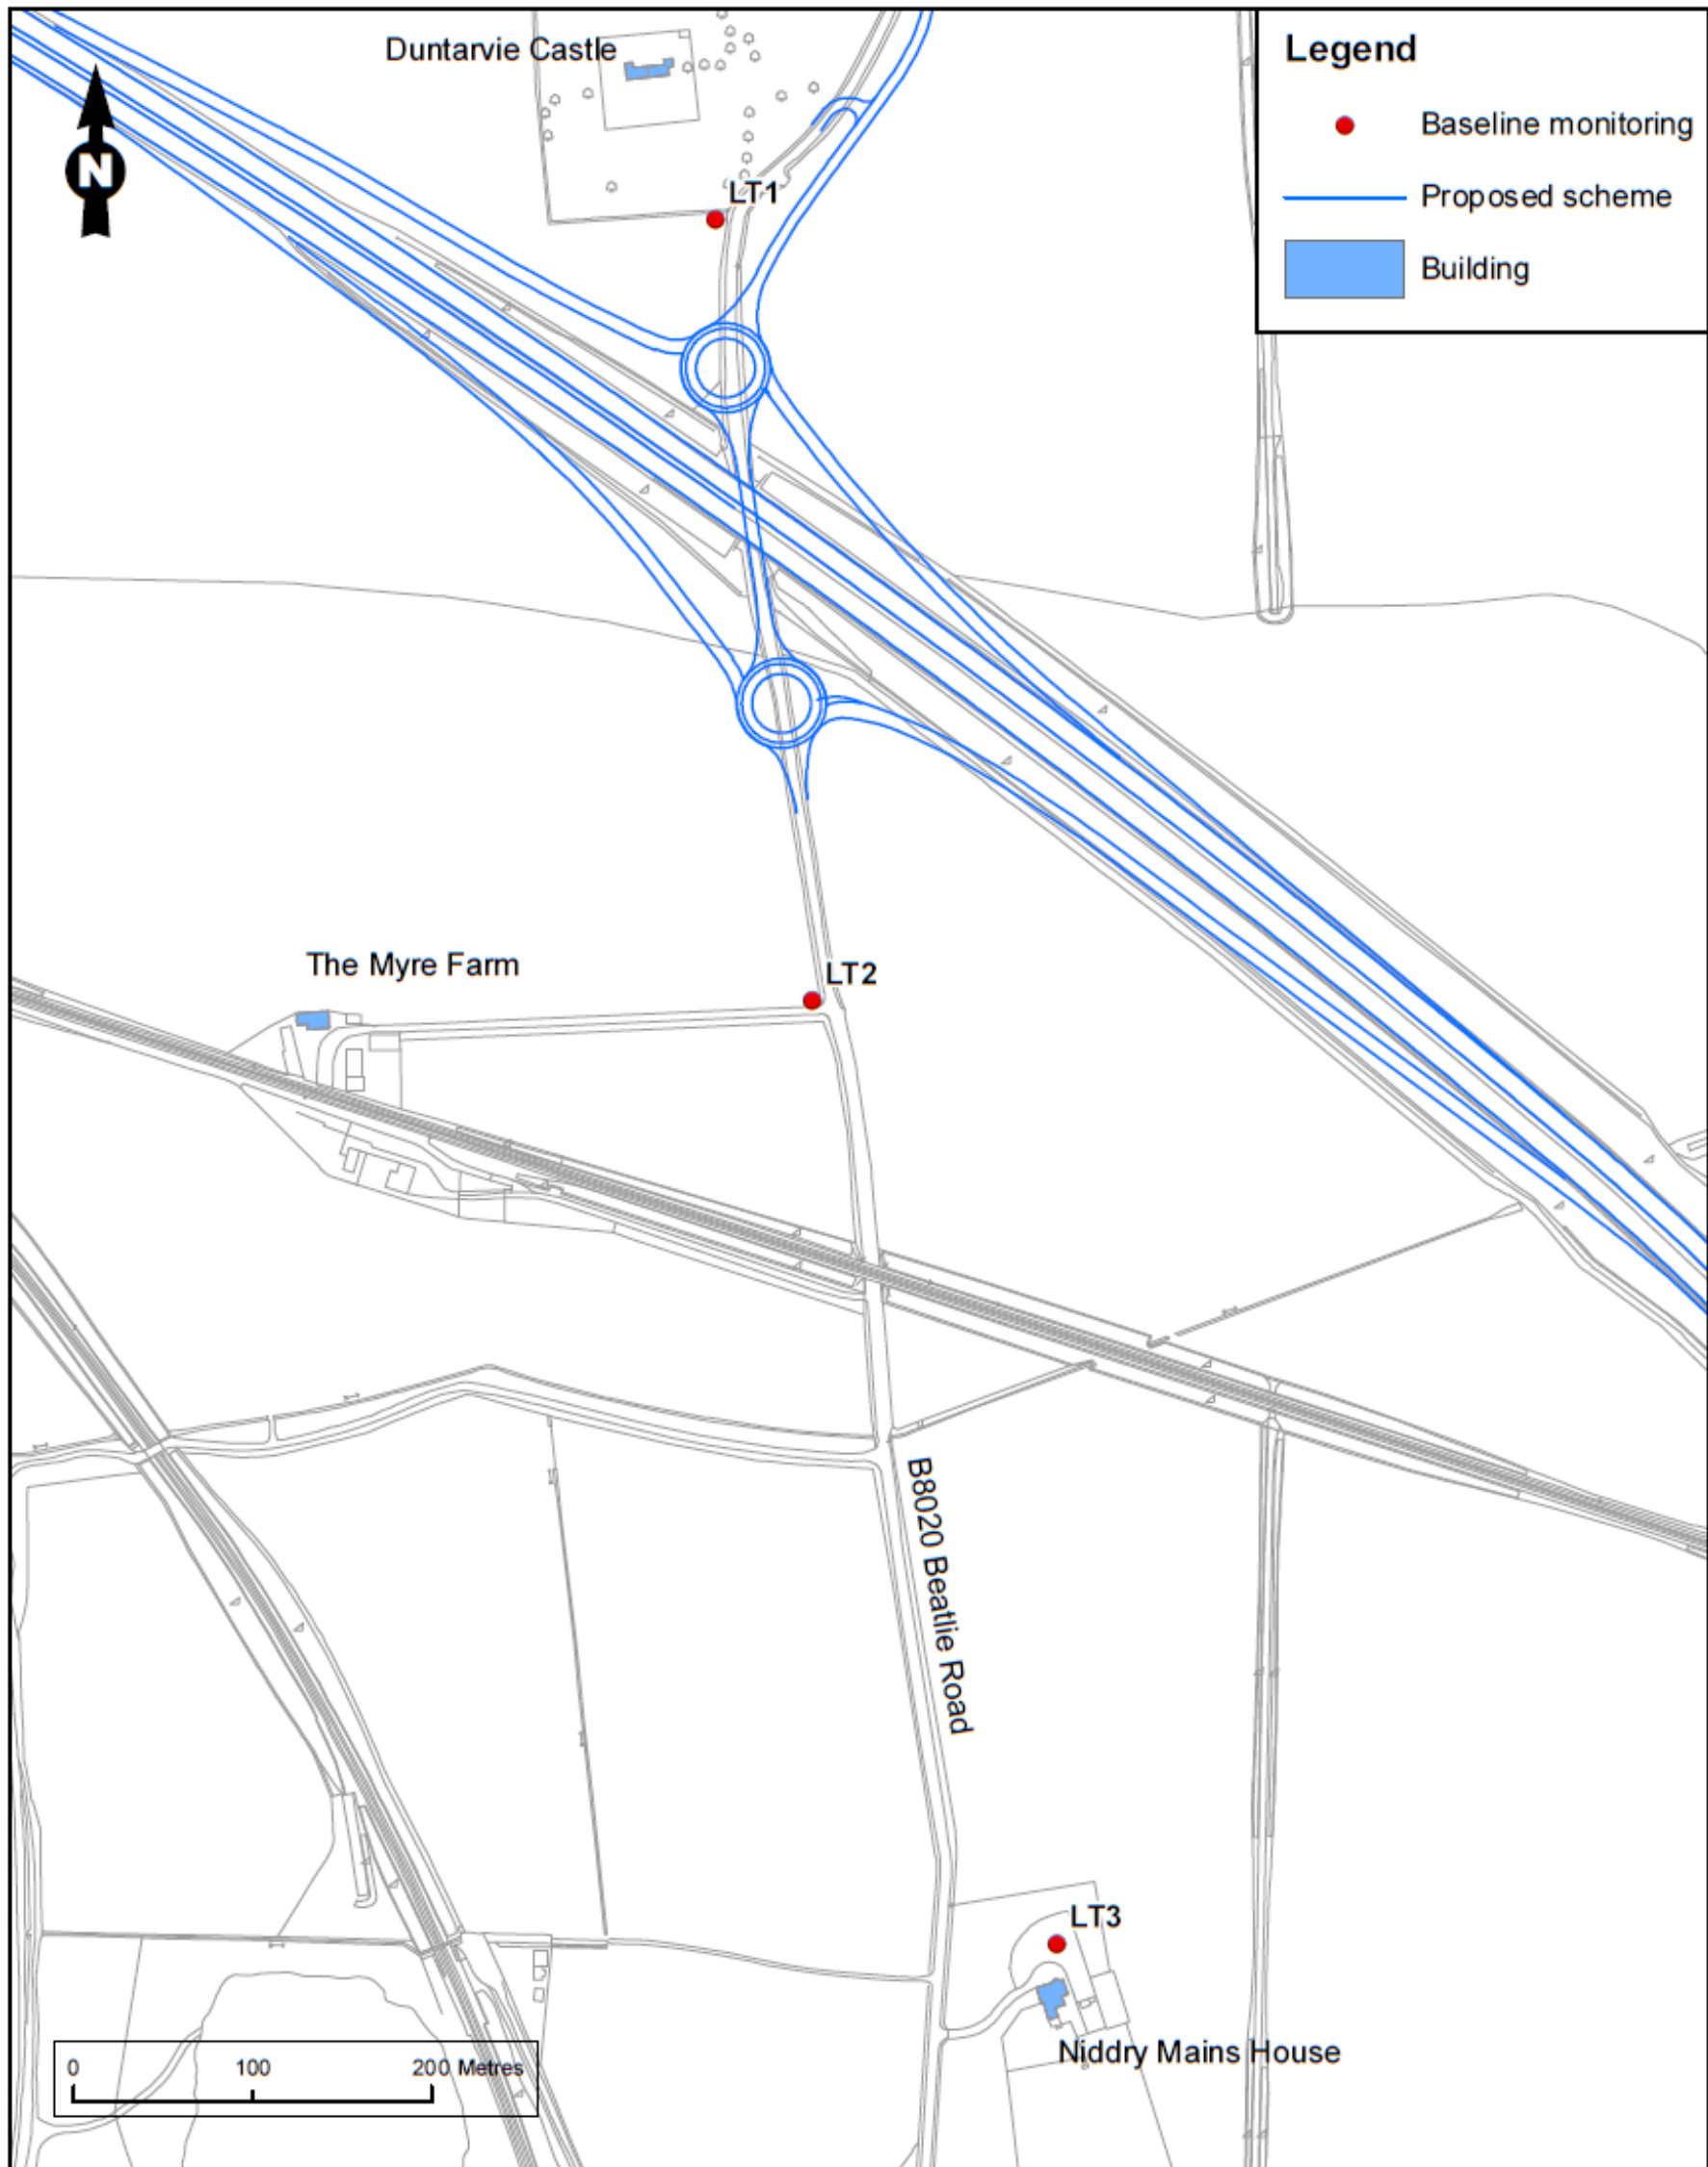 Duntarvie Castle
Legend
Baseline monitoring
Proposed scheme
Building
N
LT1
The Myre Farm
LT2
B8020 Beatlie Road
LT3
Niddry Mains House
0 100 200 Metres